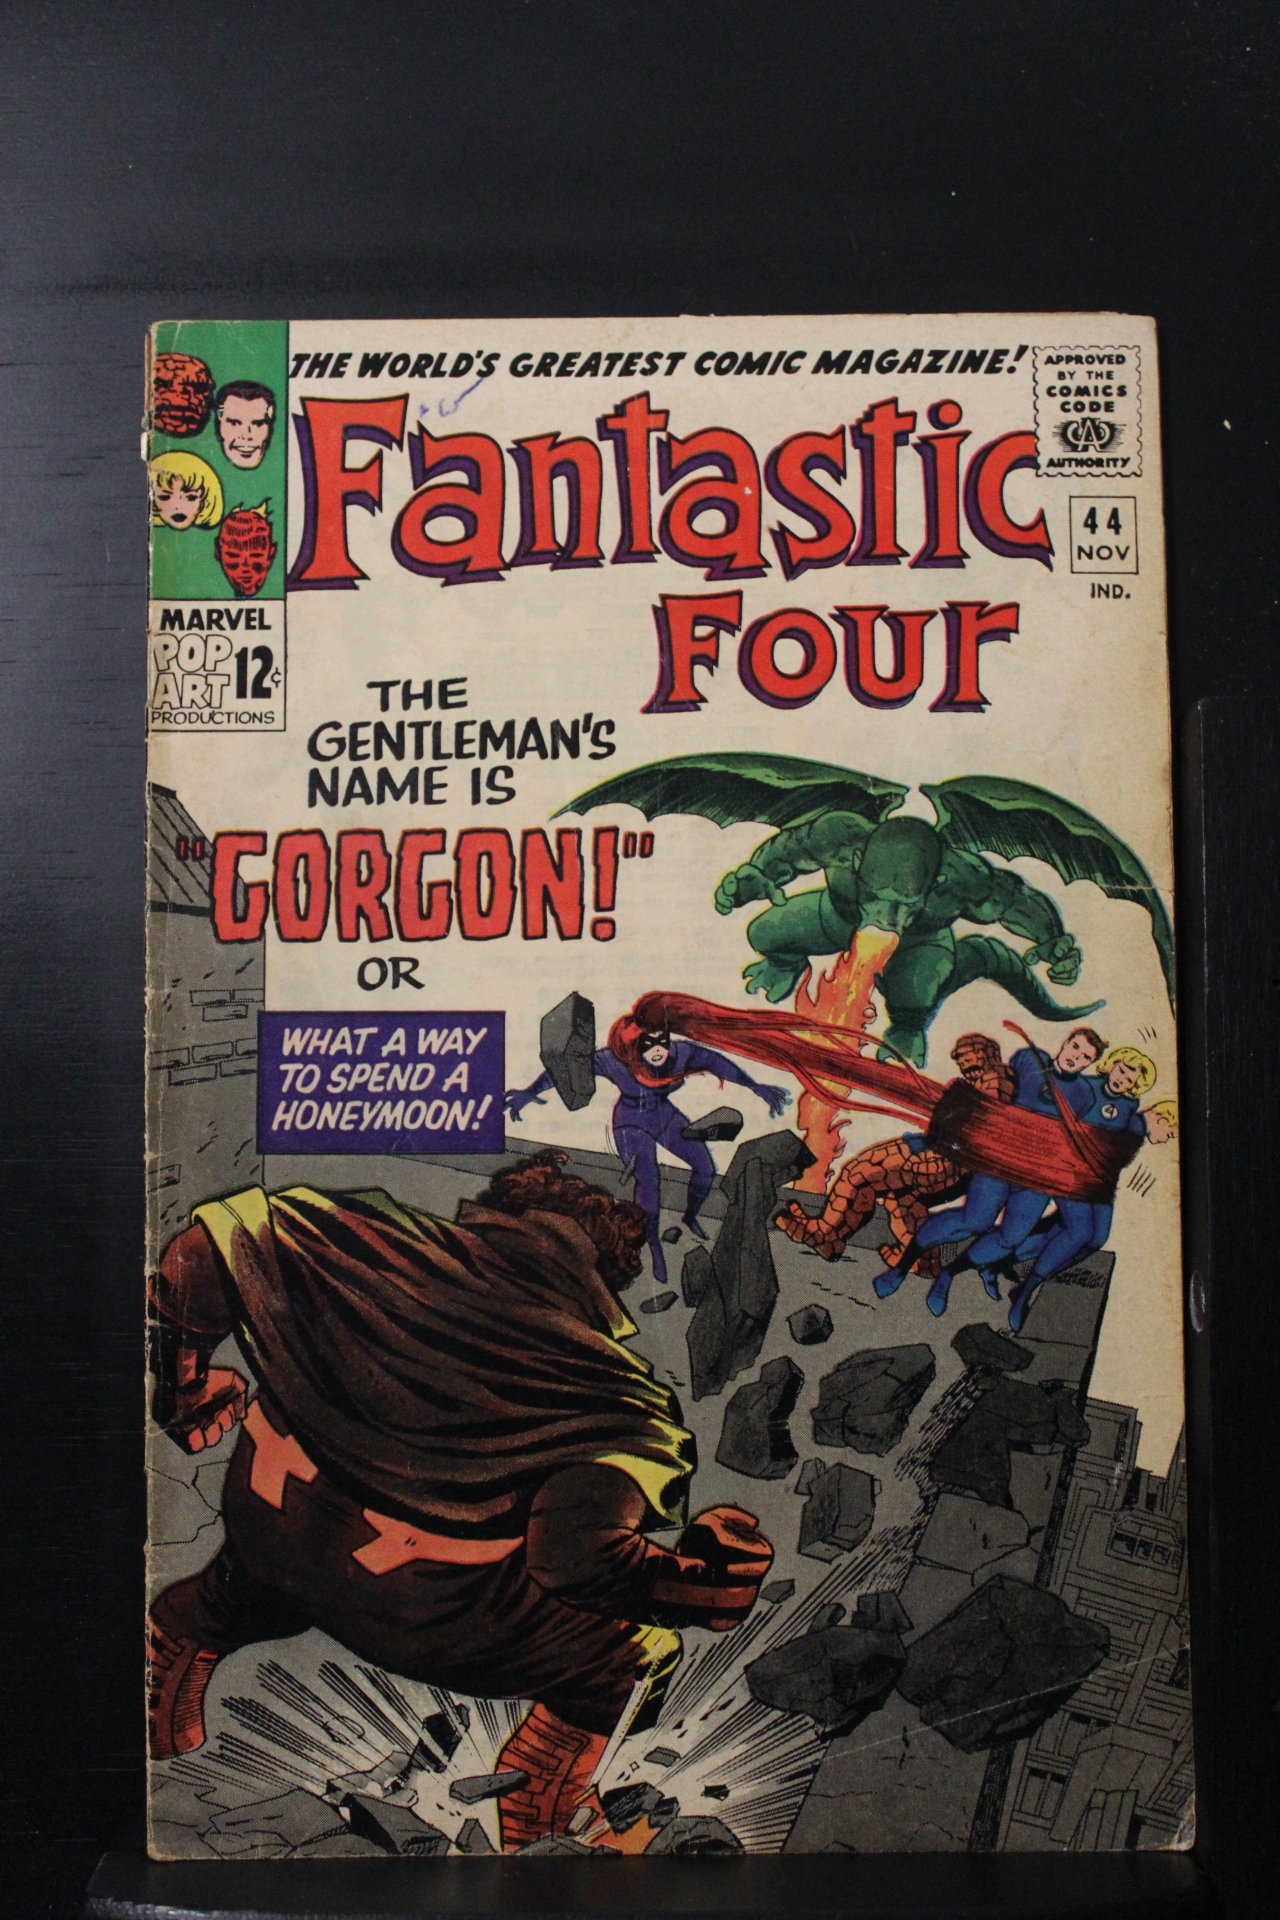 THE WORLD'S GREATEST COMIC MAGAZINE!
Fantastic
Four
APPROVED
BY THE
COMICS
CODE
CA
AUTHORITY
44
NOV
IND.
MARVEL
POP
ART
12¢
PRODUCTIONS
THE
GENTLEMAN'S
NAME IS
"GORGON!"
OR
WHAT A WAY
TO SPEND A
HONEYMOON!
4